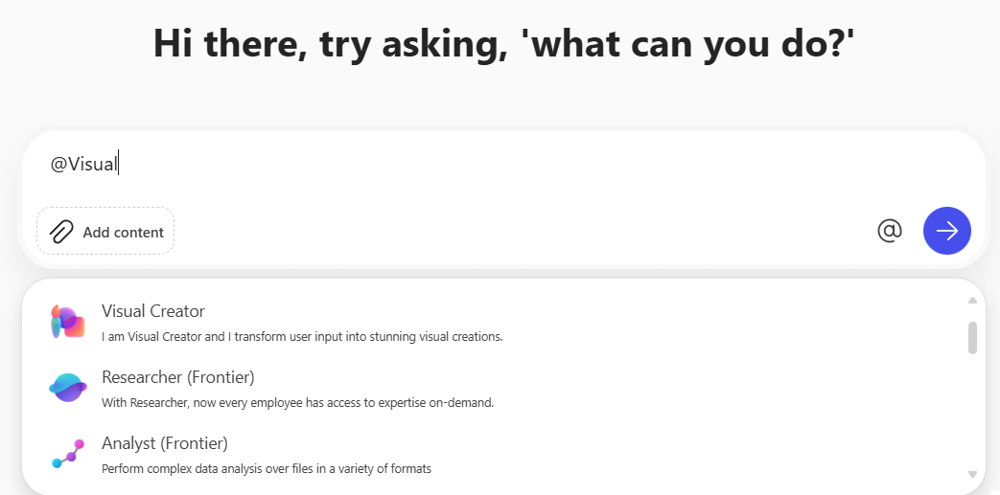 Hi there, try asking, 'what can you do?'
@Visual
Add content
@
Visual Creator
I am Visual Creator and I transform user input into stunning visual creations.
Researcher (Frontier)
With Researcher, now every employee has access to expertise on-demand.
Analyst (Frontier)
Perform complex data analysis over files in a variety of formats